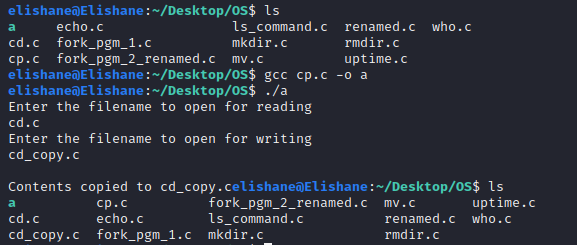 elishane@Elishane:~/Desktop/OS$ ls
a     echo.c                ls_command.c  renamed.c  who.c
cd.c  fork_pgm_1.c          mkdir.c       rmdir.c
cp.c  fork_pgm_2_renamed.c  mv.c          uptime.c
elishane@Elishane:~/Desktop/OS$ gcc cp.c -o a
elishane@Elishane:~/Desktop/OS$ ./a
Enter the filename to open for reading
cd.c
Enter the filename to open for writing
cd_copy.c
Contents copied to cd_copy.celishane@Elishane:~/Desktop/OS$ ls
a          cp.c          fork_pgm_2_renamed.c  mv.c       uptime.c
cd.c       echo.c        ls_command.c          renamed.c  who.c
cd_copy.c  fork_pgm_1.c  mkdir.c               rmdir.c